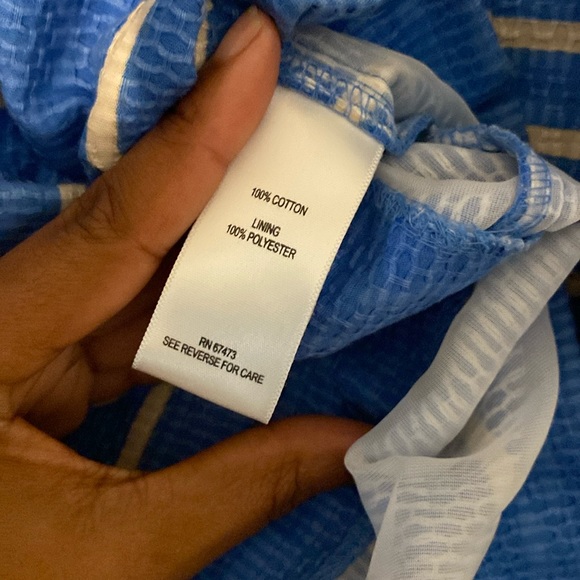 100% COTTON
LINING
100% POLYESTER
RN 67473
SEE REVERSE FOR CARE